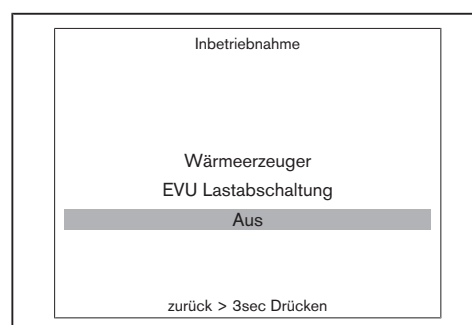 Inbetriebnahme
Wärmeerzeuger
EVU Lastabschaltung
Aus
zurück > 3sec Drücken